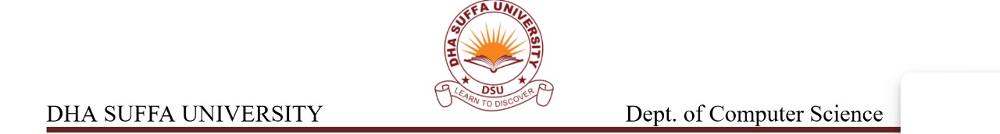 DHA SUFFA UNIVERSITY
DSU
LEARN TO DISCOVER
DHA SUFFA UNIVERSITY
Dept. of Computer Science